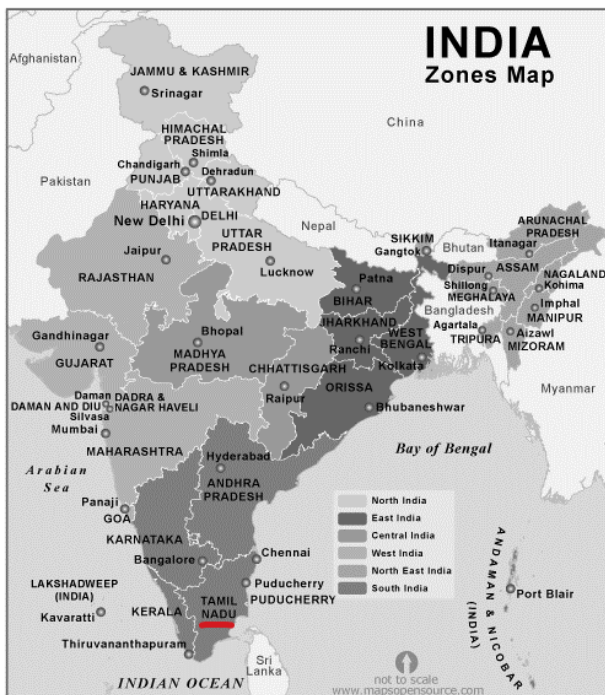 INDIA
Zones Map
Afghanistan
JAMMU & KASHMIR
Srinagar
China
HIMACHAL
PRADESH
Shimla
Chandigarh
PUNJAB
Dehradun
UTTARAKHAND
Pakistan
HARYANA
New Delhi
DELHI
Nepal
UTTAR
PRADESH
Lucknow
SIKKIM
Gangtok
Bhutan
ARUNACHAL
PRADESH
Itanagar
Dispur
ASSAM
NAGALAND
Kohima
Shillong
MEGHALAYA
Imphal
MANIPUR
Bangladesh
Agartala
TRIPURA
Aizawl
MIZORAM
Myanmar
Jaipur
RAJASTHAN
Patna
BIHAR
JHARKHAND
Ranchi
WEST
BENGAL
Kolkata
Gandhinagar
GUJARAT
Bhopal
MADHYA
PRADESH
CHHATTISGARH
Raipur
ORISSA
Bhubaneshwar
Daman
DAMAN AND DIU
DADRA &
NAGAR HAVELI
Silvasa
Mumbai
MAHARASHTRA
Arabian
Sea
Bay of Bengal
Hyderabad
ANDHRA
PRADESH
Panaji
GOA
KARNATAKA
Bangalore
Chennai
North India
East India
Central India
West India
North East India
South India
LAKSHADWEEP
(INDIA)
Kavaratti
KERALA
TAMIL
NADU
Puducherry
PUDUCHERRY
Thiruvananthapuram
Sri
Lanka
INDIAN OCEAN
ANDAMAN & NICOBAR
(INDIA)
Port Blair
not to scale
www.mapsopensource.com